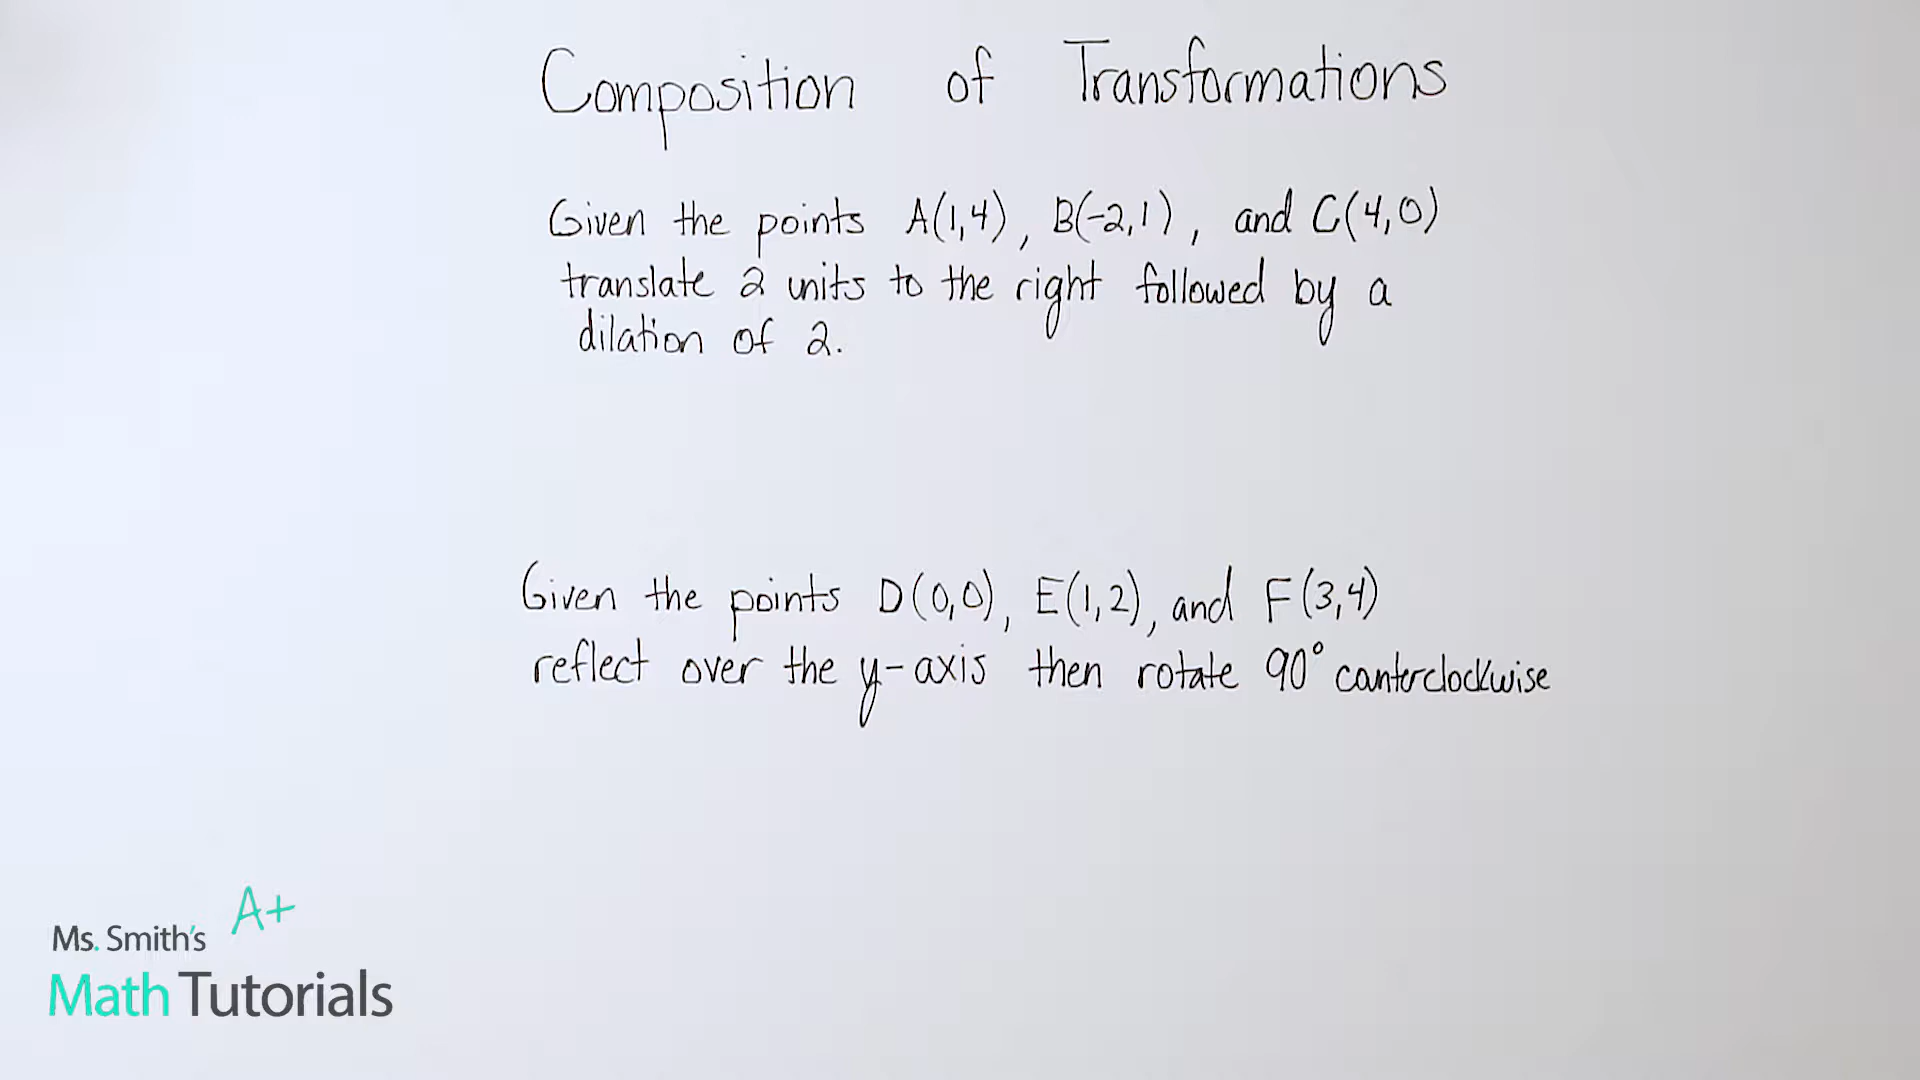 Composition of Transformations
Given the points A(1,4), B(-2,1), and C(4,0)
translate 2 units to the right followed by a
dilation of 2.
Given the points D(0,0), E(1,2), and F(3,4)
reflect over the y-axis then rotate 90° canterclockwise
A+
Ms. Smith's
Math Tutorials